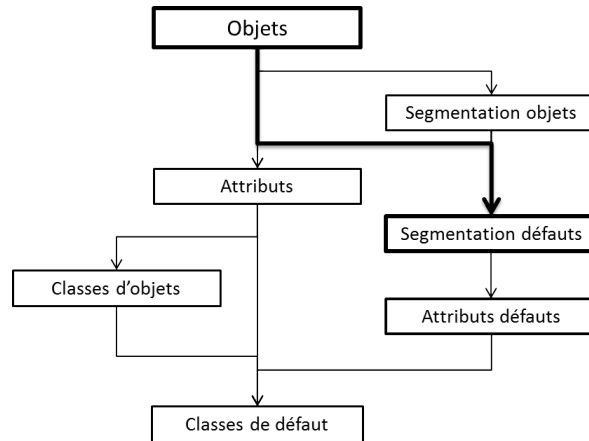 Objets
Segmentation objets
Attributs
Segmentation défauts
Classes d'objets
Attributs défauts
Classes de défaut